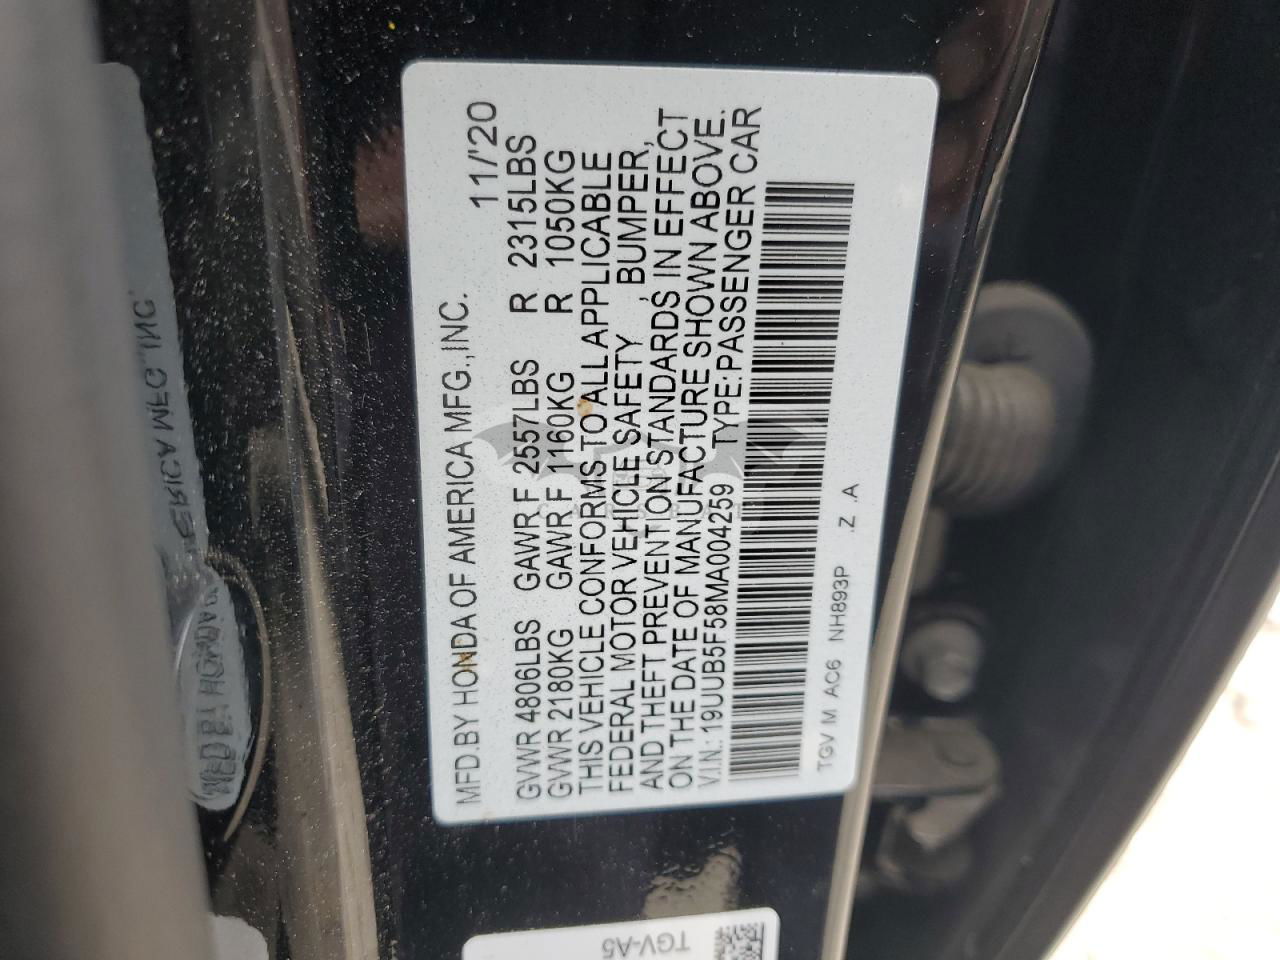 MFD.BY HONDA OF AMERICA MFG.,INC. 11/'20
GVWR 4806LBS GAWR F 2557LBS R 2315LBS
GVWR 2180KG GAWR F 1160KG R 1050KG
THIS VEHICLE CONFORMS TO ALL APPLICABLE
FEDERAL MOTOR VEHICLE SAFETY , BUMPER,
AND THEFT PREVENTION STANDARDS IN EFFECT
ON THE DATE OF MANUFACTURE SHOWN ABOVE.
V.I.N.: 19UUB5F58MA004259 TYPE:PASSENGER CAR
TGV M AC6 NH893P .Z .A
TGV-A5